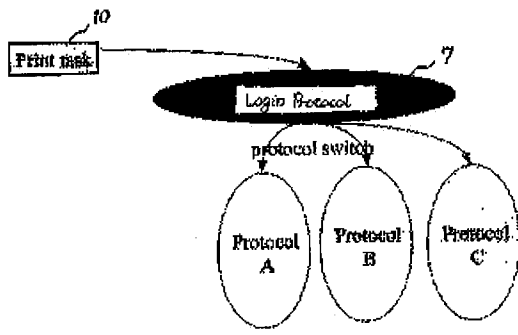 10
Print task
7
Login Protocol
protocol switch
Protocol
A
Protocol
B
Protocol
C